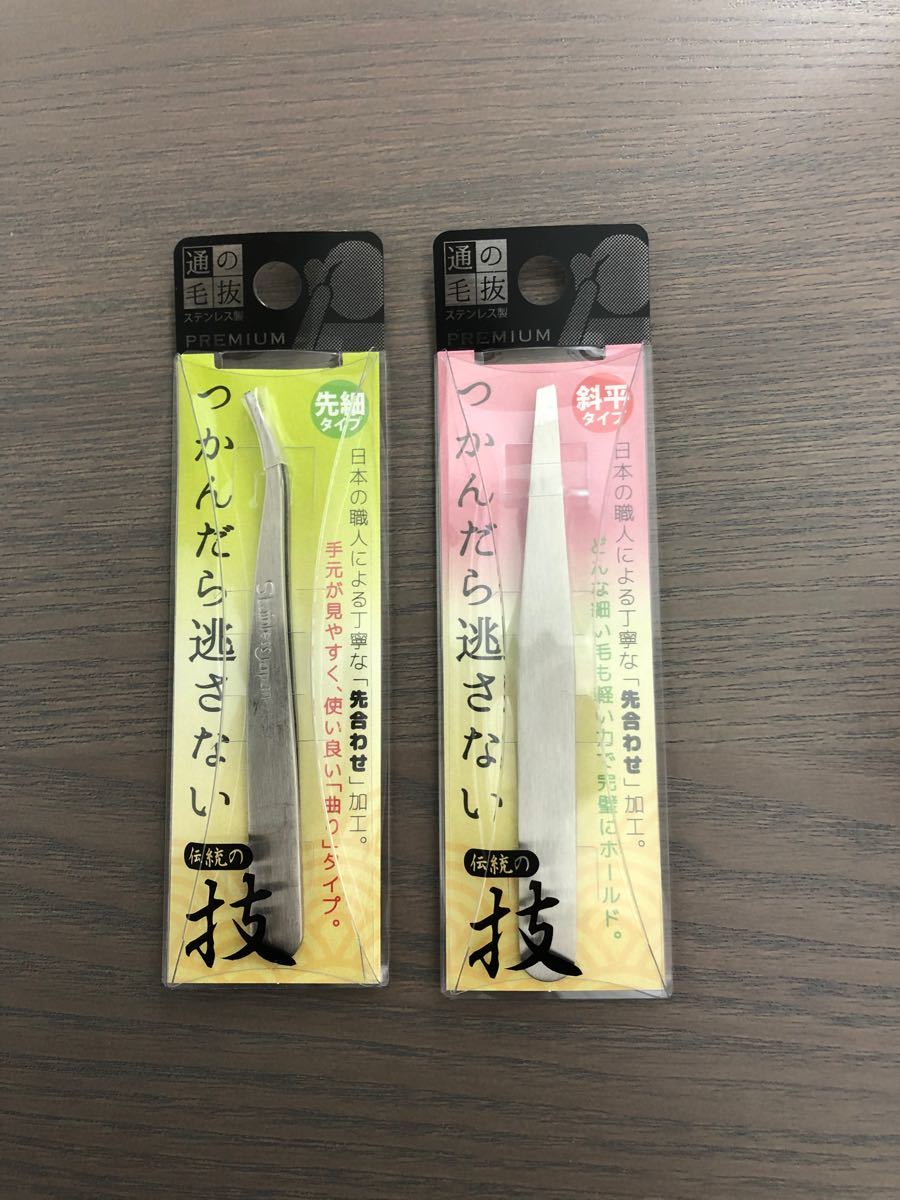 通の
毛抜
ステンレス製
PREMIUM
先細
タイプ
つかんだら逃さない
日本の職人による丁寧な「先合わせ」加工。
手元が見やすく、使い良い「曲り」タイプ。
伝統の
技
通の
毛抜
ステンレス製
PREMIUM
斜平
タイプ
つかんだら逃さない
日本の職人による丁寧な「先合わせ」加工。
どんな細い毛も軽い力で完璧にホールド。
伝統の
技